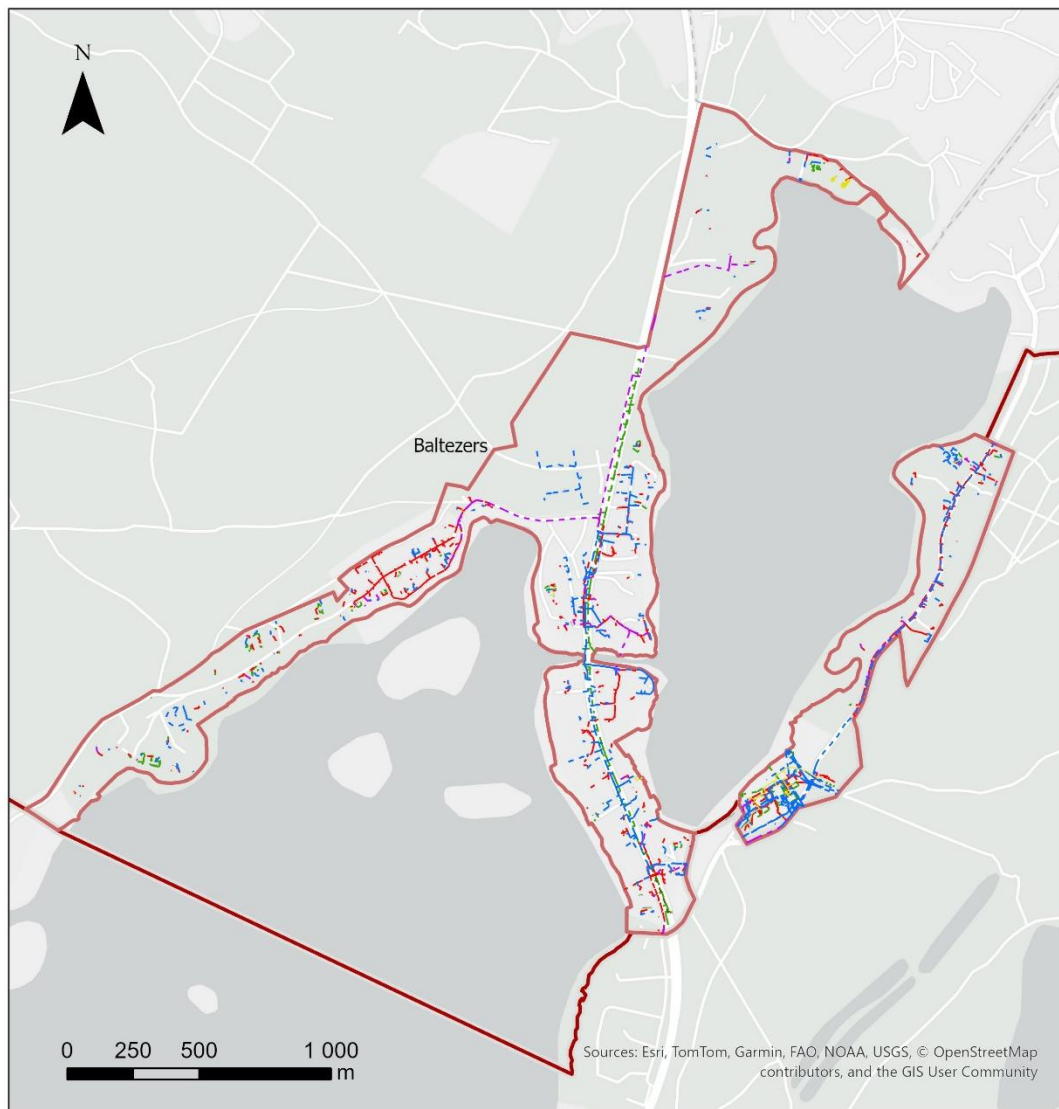 N
Baltezers
0 250 500 1 000
m
Sources: Esri, TomTom, Garmin, FAO, NOAA, USGS, © OpenStreetMap
contributors, and the GIS User Community